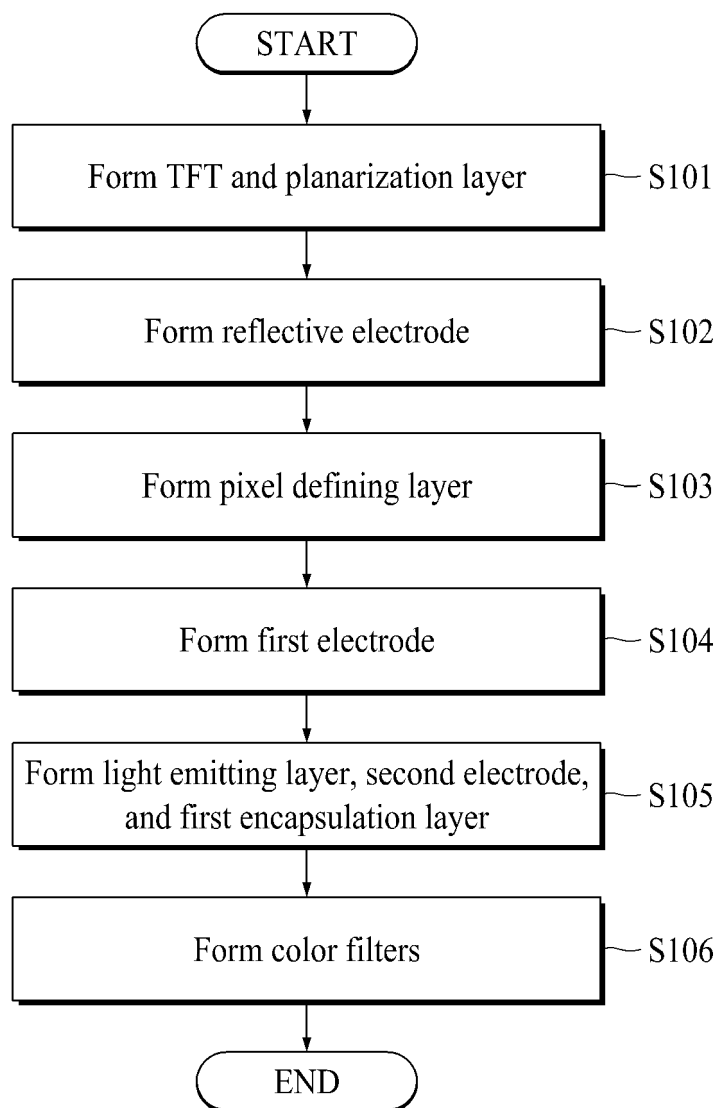 START
Form TFT and planarization layer
S101
Form reflective electrode
S102
Form pixel defining layer
S103
Form first electrode
S104
Form light emitting layer, second electrode,
and first encapsulation layer
S105
Form color filters
S106
END